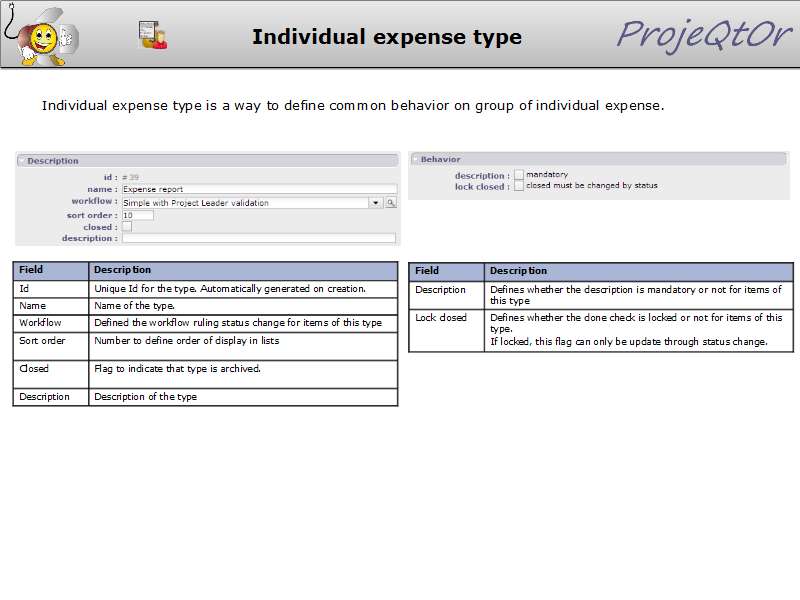 Individual expense type
ProjeQtOr
Individual expense type is a way to define common behavior on group of individual expense.
Description
id : # 39
name : Expense report
workflow : Simple with Project Leader validation
sort order : 10
closed :
description :
Behavior
description : mandatory
lock closed : closed must be changed by status
Field Description
Id Unique Id for the type. Automatically generated on creation.
Name Name of the type.
Workflow Defined the workflow ruling status change for items of this type
Sort order Number to define order of display in lists
Closed Flag to indicate that type is archived.
Description Description of the type
Field Description
Description Defines whether the description is mandatory or not for items of
this type
Lock closed Defines whether the done check is locked or not for items of this
type.
If locked, this flag can only be update through status change.